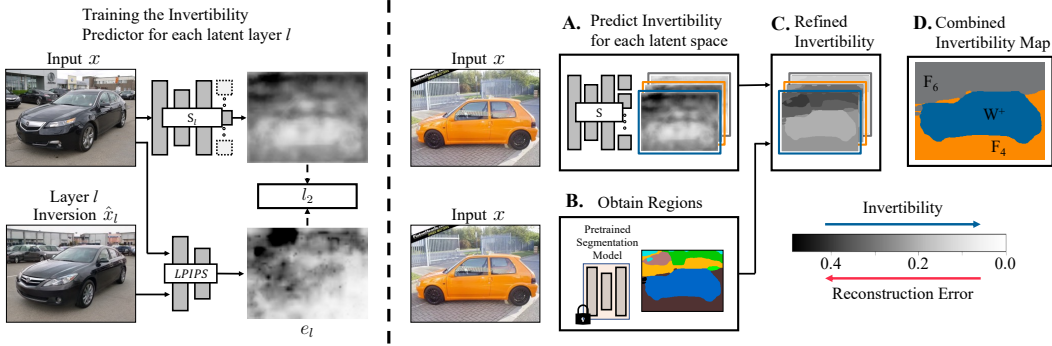 Training the Invertibility
Predictor for each latent layer l
Input x
S_l
l_2
Layer l
Inversion x̂_l
LPIPS
e_l
Input x
Input x
A. Predict Invertibility
for each latent space
S
B. Obtain Regions
Pretrained
Segmentation
Model
C. Refined
Invertibility
D. Combined
Invertibility Map
F₆
W⁺
F₄
Invertibility
0.4 0.2 0.0
Reconstruction Error